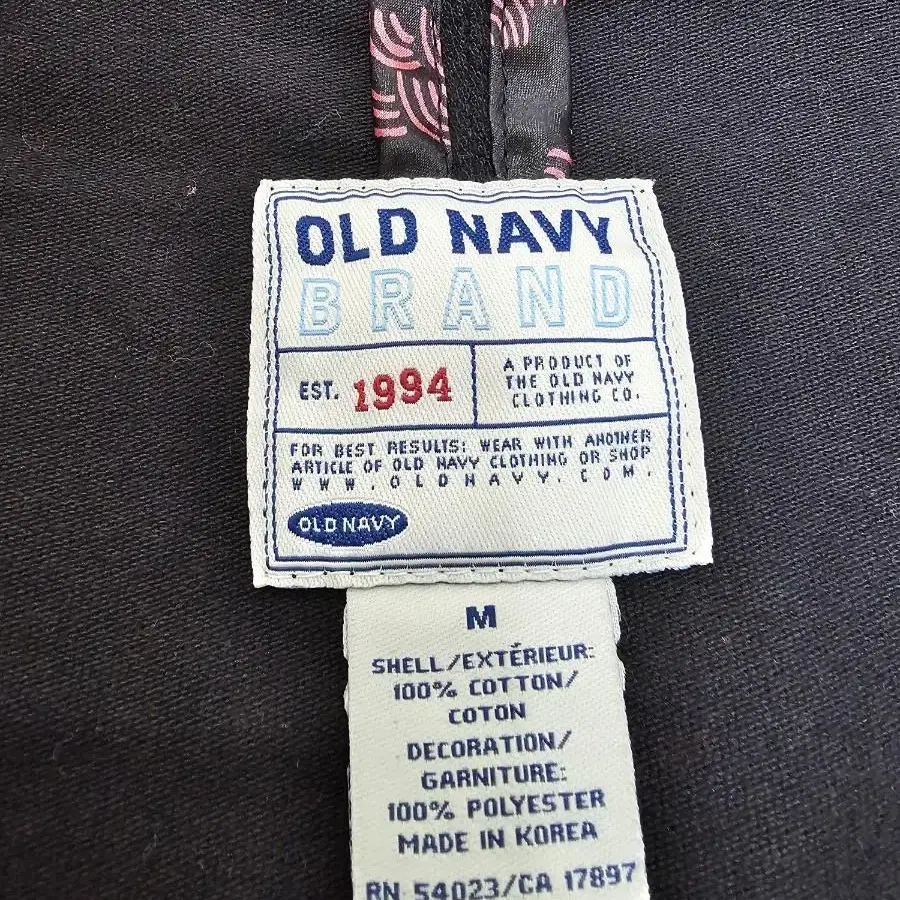 OLD NAVY
BRAND
EST. 1994
A PRODUCT OF
THE OLD NAVY
CLOTHING CO.
FOR BEST RESULTS: WEAR WITH ANOTHER
ARTICLE OF OLD NAVY CLOTHING OR SHOP
WWW.OLDNAVY.COM.
OLD NAVY
M
SHELL/EXTÉRIEUR:
100% COTTON/
COTON
DECORATION/
GARNITURE:
100% POLYESTER
MADE IN KOREA
RN 54023/CA 17897